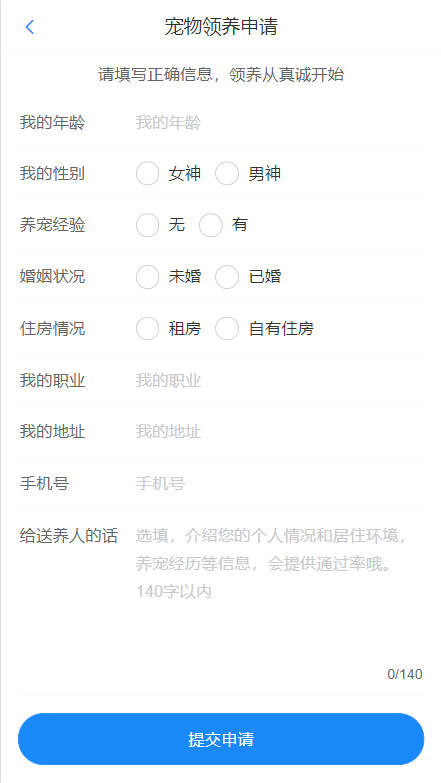 宠物领养申请
请填写正确信息，领养从真诚开始
我的年龄 我的年龄
我的性别 女神 男神
养宠经验 无 有
婚姻状况 未婚 已婚
住房情况 租房 自有住房
我的职业 我的职业
我的地址 我的地址
手机号 手机号
给送养人的话 选填，介绍您的个人情况和居住环境，
养宠经历等信息，会提供通过率哦。
140字以内
0/140
提交申请